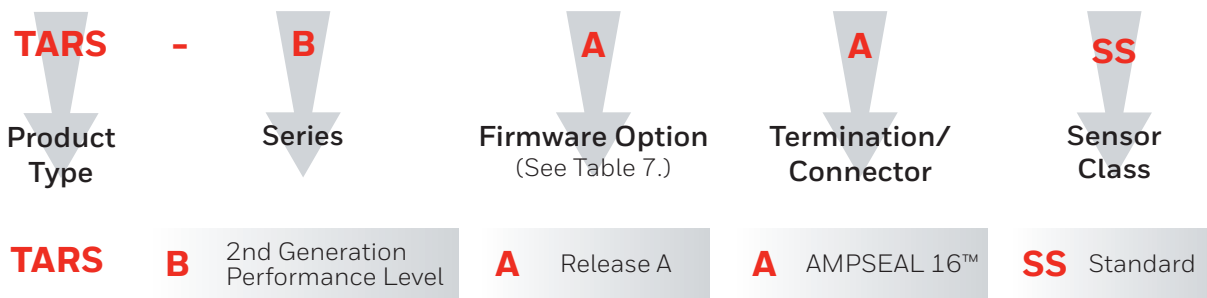 TARS - B A A SS
Product Type
Series
Firmware Option
(See Table 7.)
Termination/
Connector
Sensor
Class
TARS
B 2nd Generation
Performance Level
A Release A
A AMPSEAL 16™
SS Standard